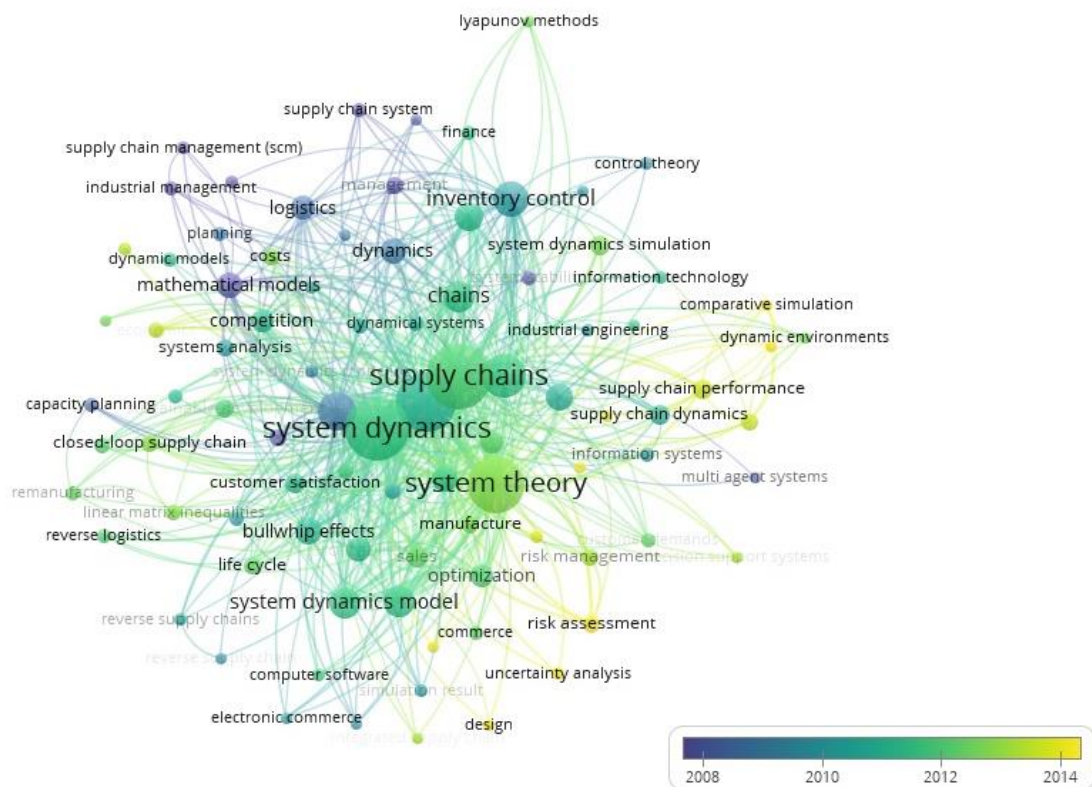 lyapunov methods
supply chain system
finance
supply chain management (scm)
control theory
industrial management
management
logistics
inventory control
planning
dynamics
system dynamics simulation
dynamic models
costs
information technology
mathematical models
chains
comparative simulation
competition
dynamical systems
industrial engineering
dynamic environments
systems analysis
supply chains
supply chain performance
capacity planning
supply chain dynamics
system dynamics
closed-loop supply chain
information systems
multi agent systems
customer satisfaction
system theory
remanufacturing
linear matrix inequalities
manufacture
bullwhip effects
reverse logistics
sales
risk management
life cycle
optimization
system dynamics model
reverse supply chains
risk assessment
commerce
reverse supply chain
computer software
uncertainty analysis
simulation result
electronic commerce
design
2008
2010
2012
2014